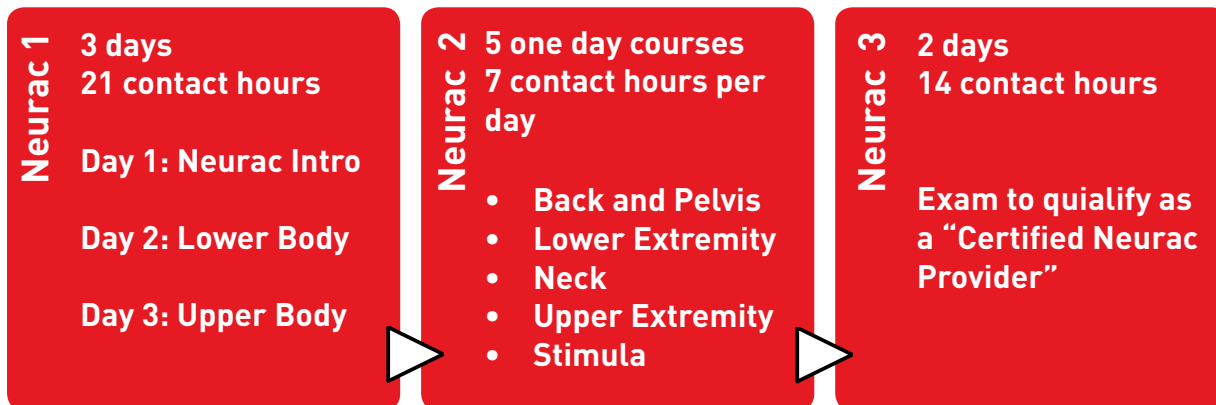 Neurac 1
3 days
21 contact hours
Day 1: Neurac Intro
Day 2: Lower Body
Day 3: Upper Body
Neurac 2
5 one day courses
7 contact hours per
day
• Back and Pelvis
• Lower Extremity
• Neck
• Upper Extremity
• Stimula
Neurac 3
2 days
14 contact hours
Exam to quialify as
a “Certified Neurac
Provider”